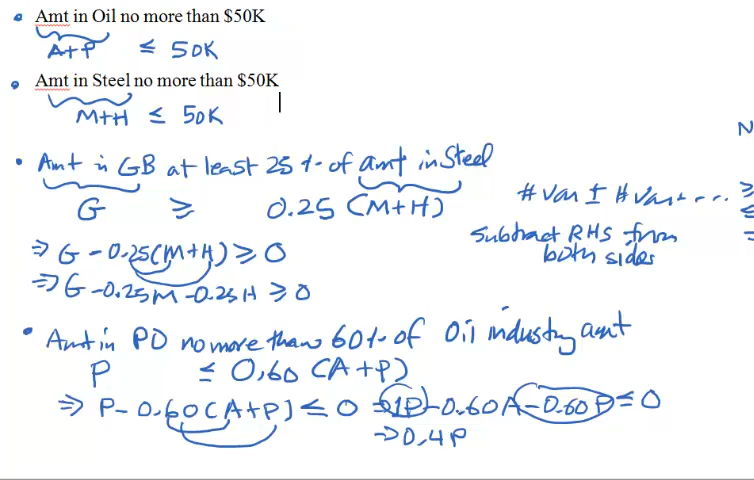 • Amt in Oil no more than $50K
A+P ≤ 50K
• Amt in Steel no more than $50K
M+H ≤ 50K
• Amt in GB at least 25% of amt in Steel
G ≥ 0.25 (M+H)
# Var ± # Var ± ... ≥
≤
=
N
Subtract RHS from
both sides
⇒ G - 0.25(M+H) ≥ 0
⇒ G - 0.25M - 0.25H ≥ 0
• Amt in PD no more than 60% of Oil industry amt
P ≤ 0.60 (A+P)
⇒ P - 0.60(A+P) ≤ 0 ⇒ 1P - 0.60A - 0.60P ≤ 0
⇒ 0.4P